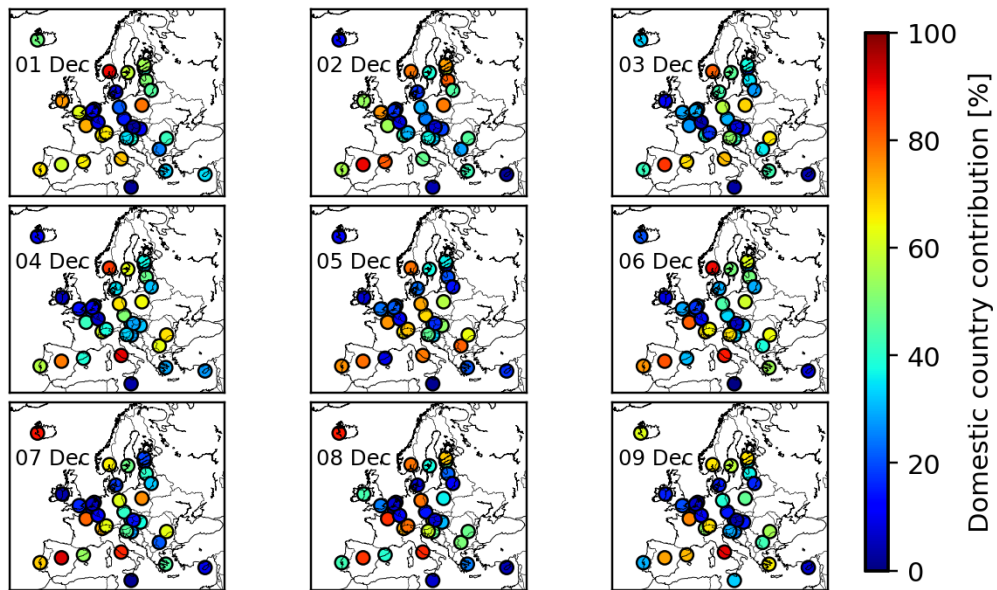 01 Dec
02 Dec
03 Dec
04 Dec
05 Dec
06 Dec
07 Dec
08 Dec
09 Dec
100
80
60
40
20
0
Domestic country contribution [%]